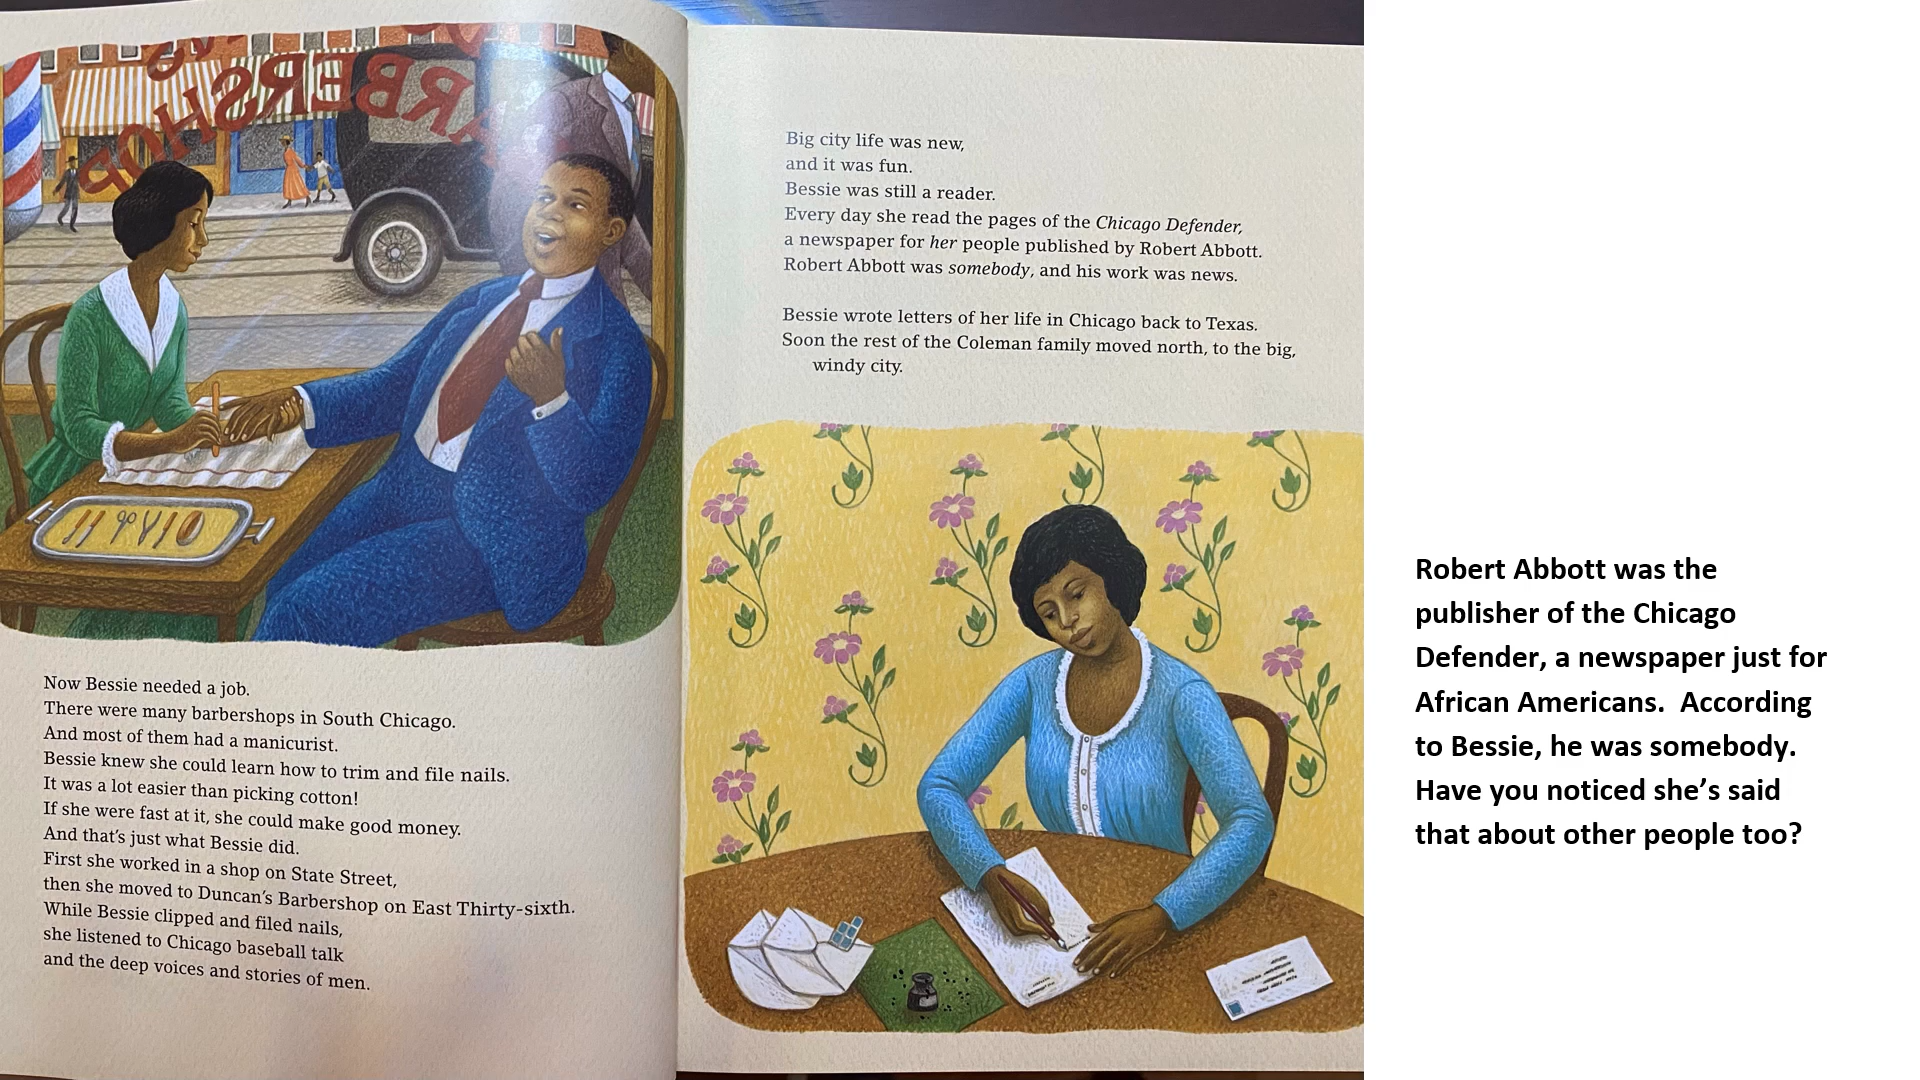 BARBERSHOP
Now Bessie needed a job.
There were many barbershops in South Chicago.
And most of them had a manicurist.
Bessie knew she could learn how to trim and file nails.
It was a lot easier than picking cotton!
If she were fast at it, she could make good money.
And that's just what Bessie did.
First she worked in a shop on State Street,
then she moved to Duncan's Barbershop on East Thirty-sixth.
While Bessie clipped and filed nails,
she listened to Chicago baseball talk
and the deep voices and stories of men.
Big city life was new,
and it was fun.
Bessie was still a reader.
Every day she read the pages of the Chicago Defender,
a newspaper for her people published by Robert Abbott.
Robert Abbott was somebody, and his work was news.
Bessie wrote letters of her life in Chicago back to Texas.
Soon the rest of the Coleman family moved north, to the big,
windy city.
Robert Abbott was the
publisher of the Chicago
Defender, a newspaper just for
African Americans.  According
to Bessie, he was somebody.
Have you noticed she’s said
that about other people too?